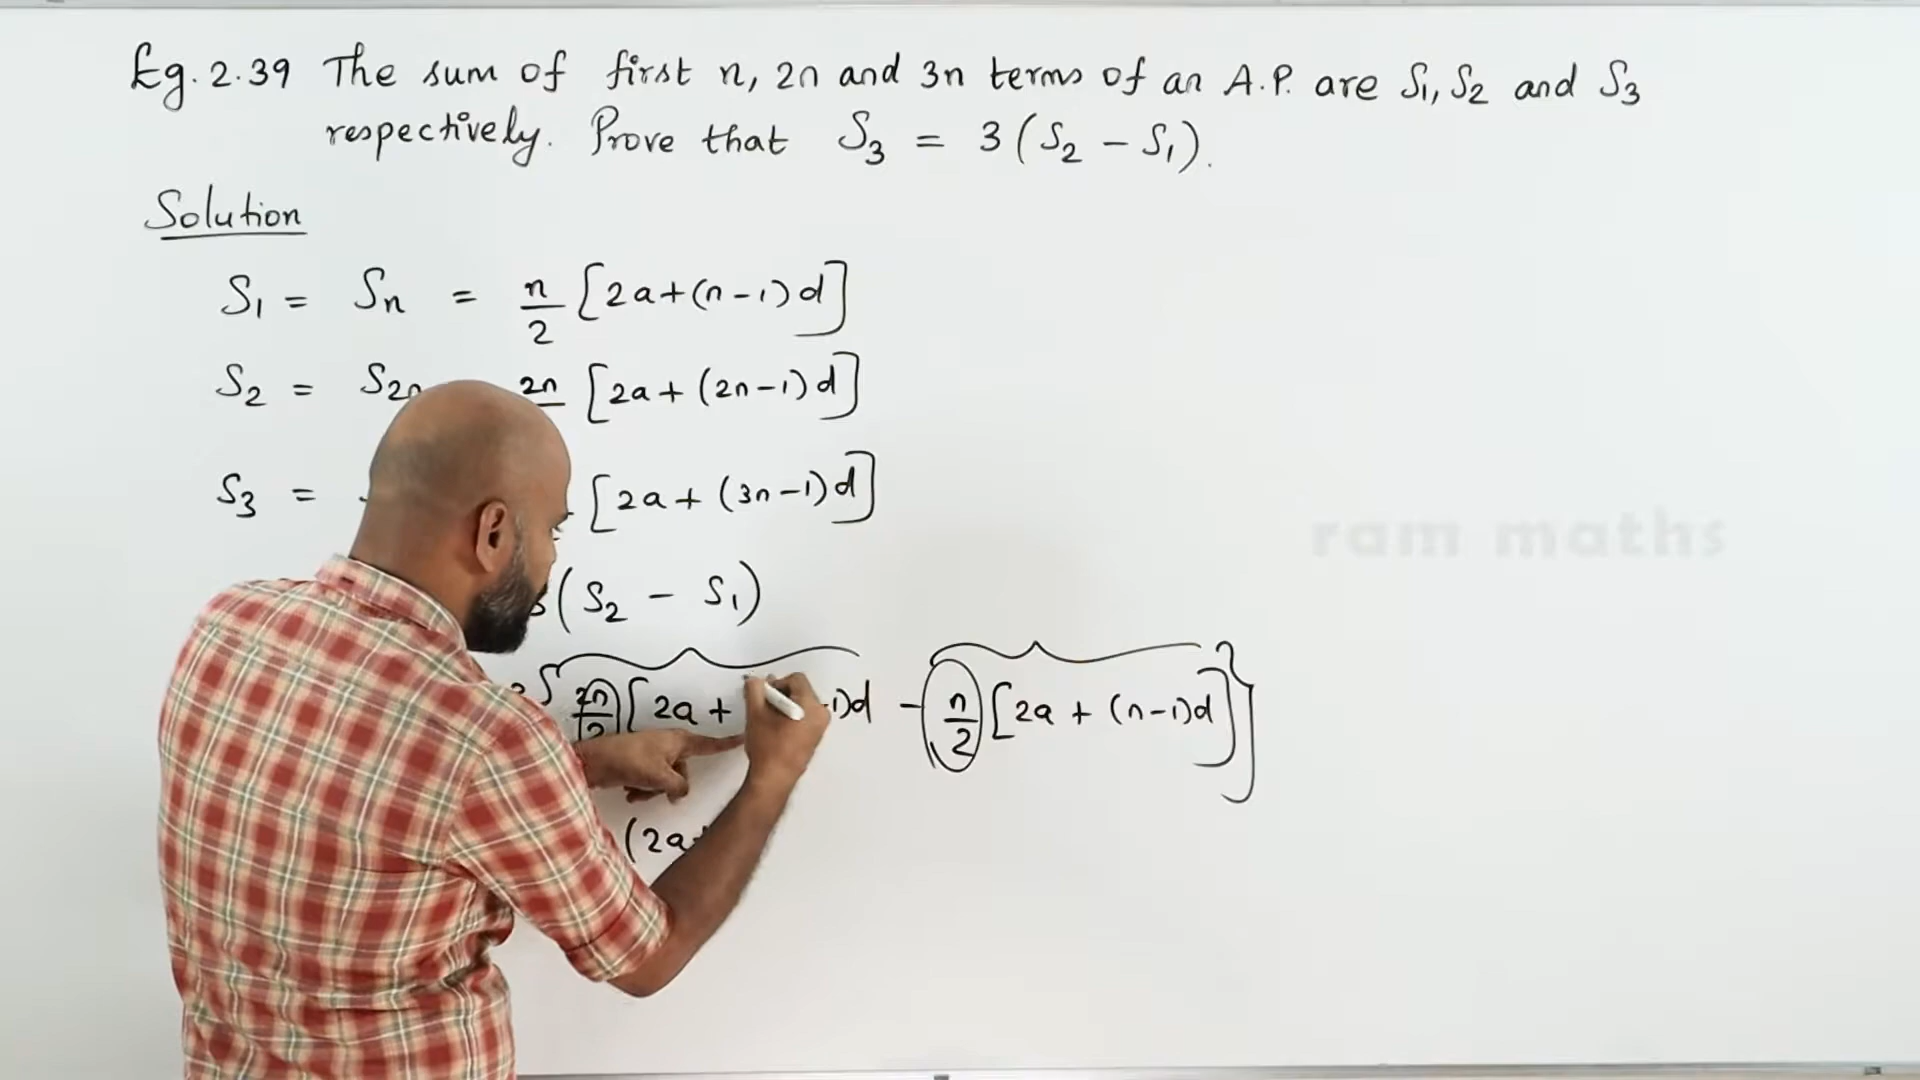 Eg. 2.39 The sum of first n, 2n and 3n terms of an A.P. are S1, S2 and S3
respectively. Prove that S3 = 3(S2 - S1).
Solution
S1 = Sn = n/2 [2a+(n-1)d]
S2 = S2n 2n [2a+(2n-1)d]
S3 = [2a+(3n-1)d]
(S2 - S1)
2n/2 [2a + -1)d - n/2 [2a + (n-1)d]}
(2a
ram maths